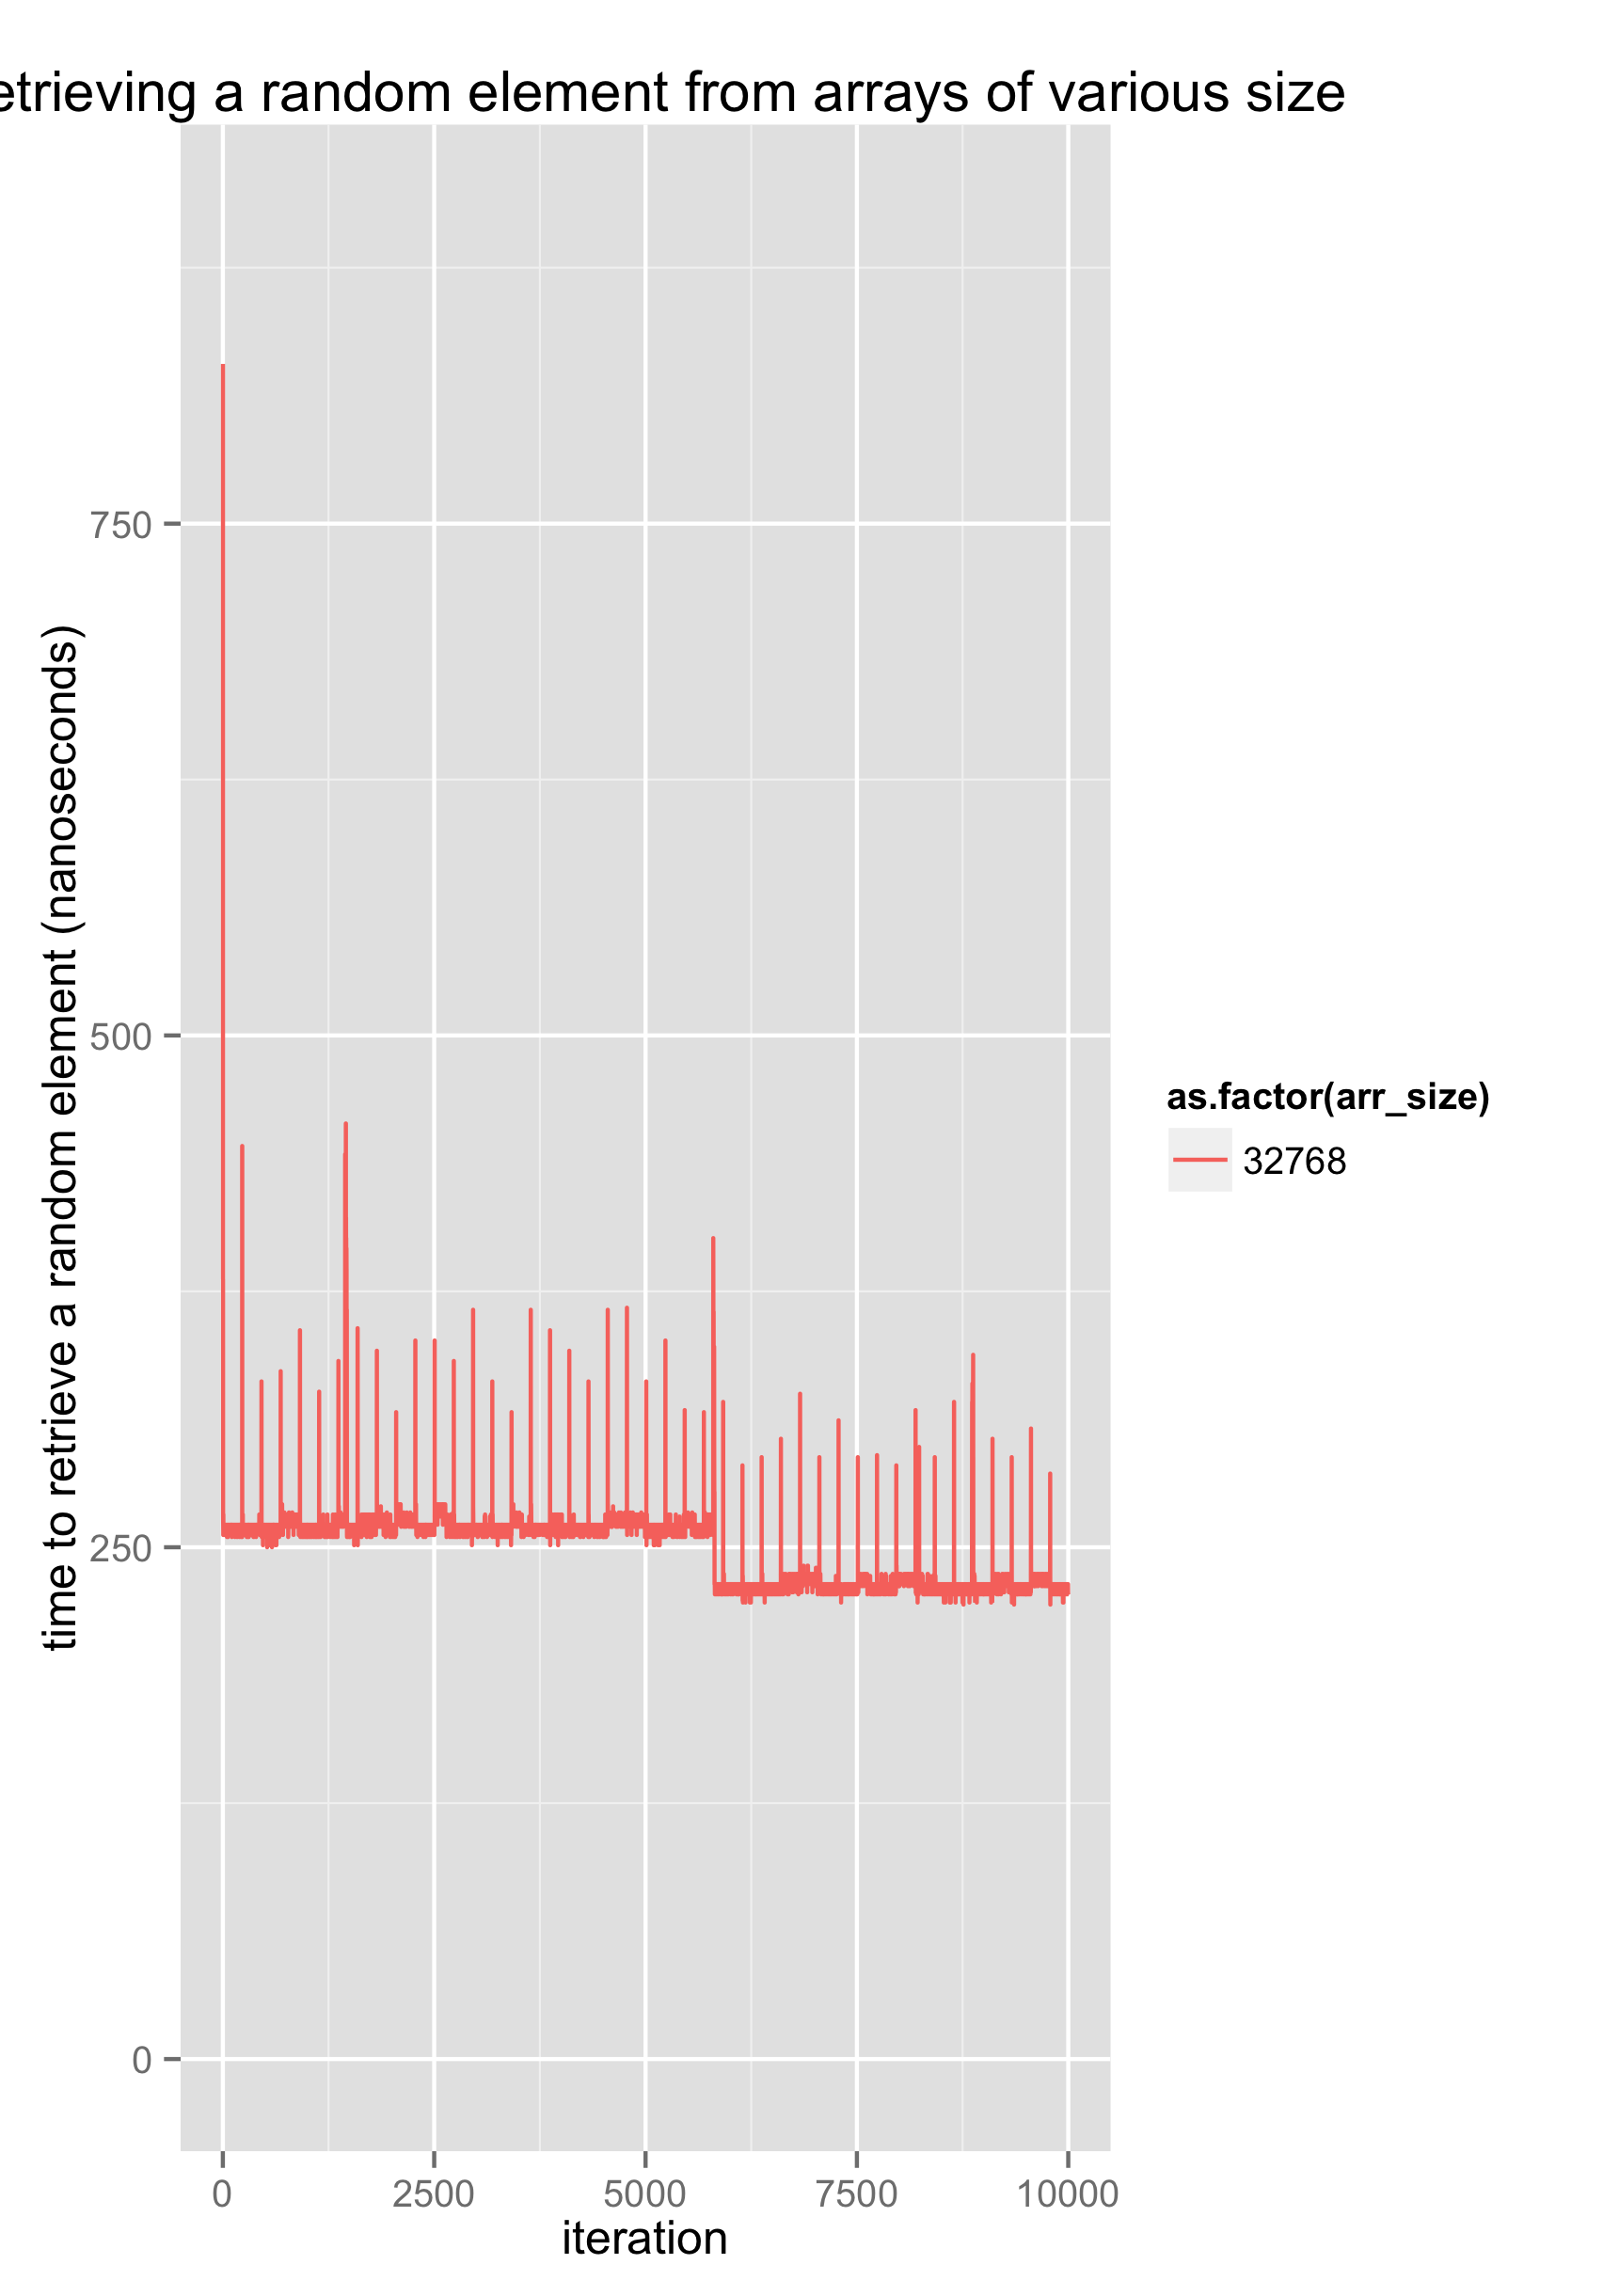 etrieving a random element from arrays of various size
time to retrieve a random element (nanoseconds)
750
500
250
0
0 2500 5000 7500 10000
iteration
as.factor(arr_size)
32768